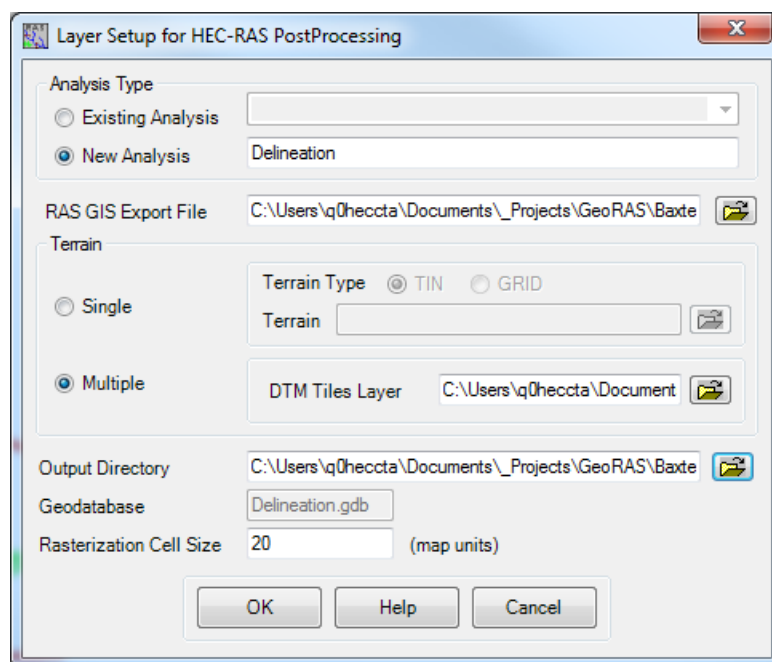 Layer Setup for HEC-RAS PostProcessing
Analysis Type
Existing Analysis
New Analysis Delineation
RAS GIS Export File C:\Users\q0heccta\Documents\_Projects\GeoRAS\Baxte
Terrain
Terrain Type TIN GRID
Single
Terrain
Multiple
DTM Tiles Layer C:\Users\q0heccta\Document
Output Directory C:\Users\q0heccta\Documents\_Projects\GeoRAS\Baxte
Geodatabase Delineation.gdb
Rasterization Cell Size 20 (map units)
OK Help Cancel